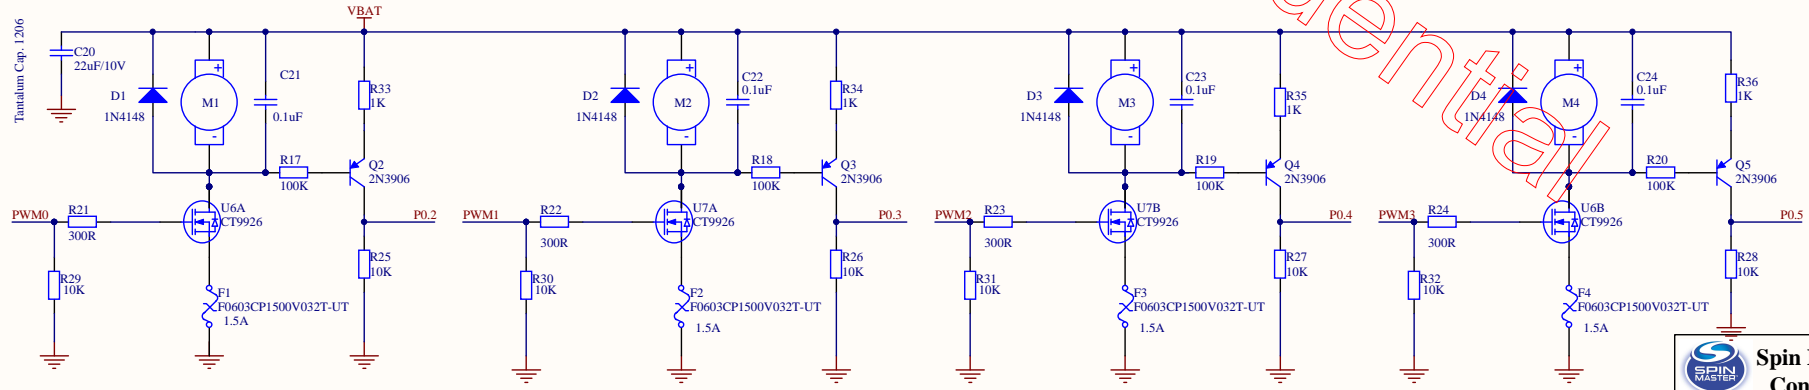 VBAT
Tantalum Cap. 1206
C20
22uF/10V
D1
1N4148
+
M1
-
C21
0.1uF
R33
1K
R17
100K
Q2
2N3906
PWM0
R21
300R
U6A
CT9926
P0.2
R29
10K
R25
10K
F1
F0603CP1500V032T-UT
1.5A
D2
1N4148
+
M2
-
C22
0.1uF
R34
1K
R18
100K
Q3
2N3906
PWM1
R22
300R
U7A
CT9926
P0.3
R30
10K
R26
10K
F2
F0603CP1500V032T-UT
1.5A
D3
1N4148
+
M3
-
C23
0.1uF
R35
1K
R19
100K
Q4
2N3906
PWM2
R23
300R
U7B
CT9926
P0.4
R31
10K
R27
10K
F3
F0603CP1500V032T-UT
1.5A
D4
1N4148
+
M4
-
C24
0.1uF
R36
1K
R20
100K
Q5
2N3906
PWM3
R24
300R
U6B
CT9926
P0.5
R32
10K
R28
10K
F4
F0603CP1500V032T-UT
1.5A
dential
SPIN
MASTER
Spin
Con